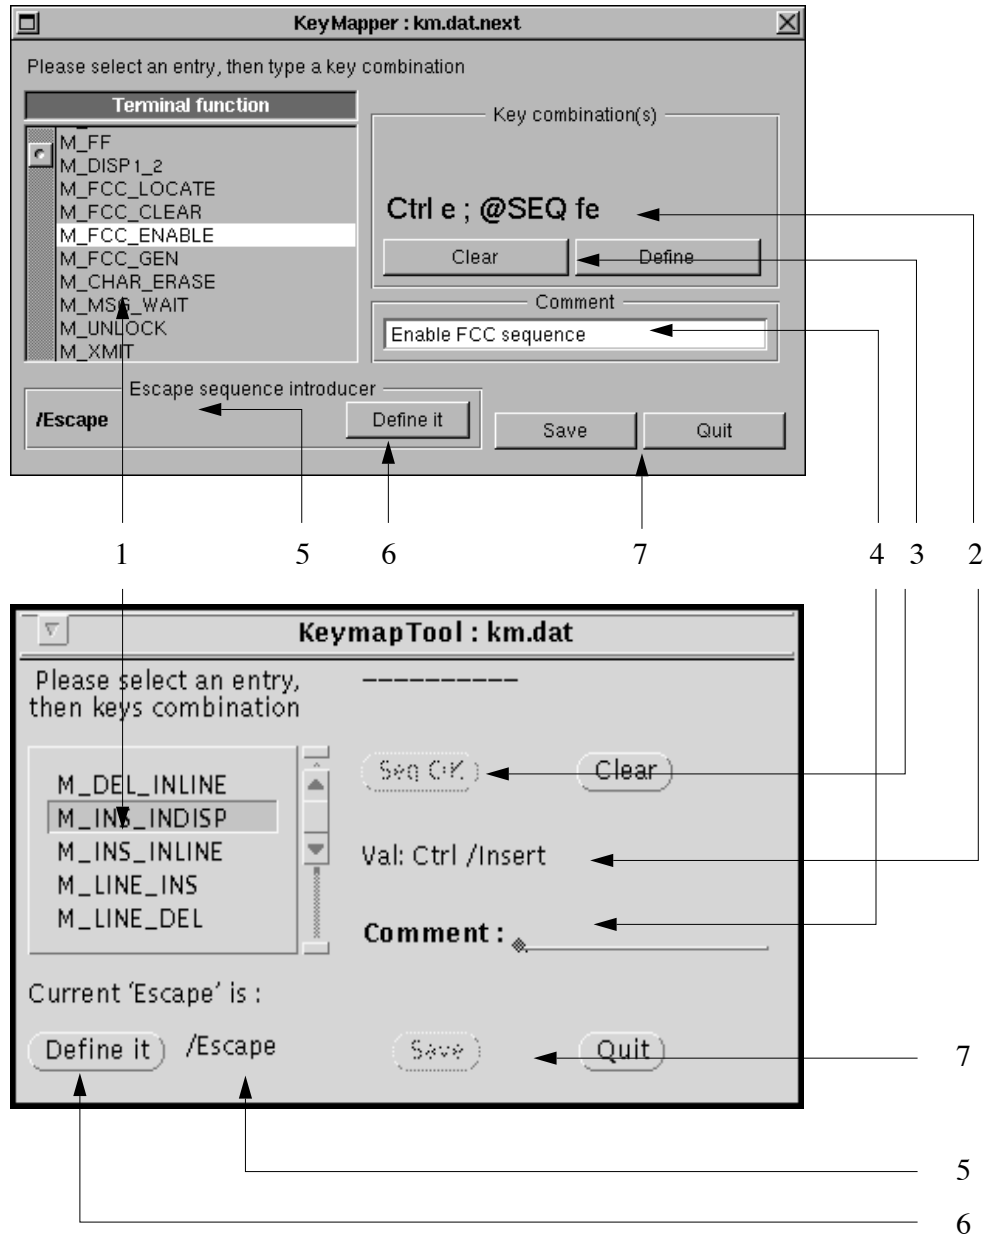 KeyMapper : km.dat.next
Please select an entry, then type a key combination
Terminal function
M_FF
M_DISP1_2
M_FCC_LOCATE
M_FCC_CLEAR
M_FCC_ENABLE
M_FCC_GEN
M_CHAR_ERASE
M_MSG_WAIT
M_UNLOCK
M_XMIT
Key combination(s)
Ctrl e ; @SEQ fe
Clear
Define
Comment
Enable FCC sequence
Escape sequence introducer
/Escape
Define it
Save
Quit
1 5 6 7 4 3 2
KeymapTool : km.dat
Please select an entry,
then keys combination
----------
M_DEL_INLINE
M_INS_INDISP
M_INS_INLINE
M_LINE_INS
M_LINE_DEL
Seq OK
Clear
Val: Ctrl /Insert
Comment :
Current 'Escape' is :
Define it
/Escape
Save
Quit
7
5
6